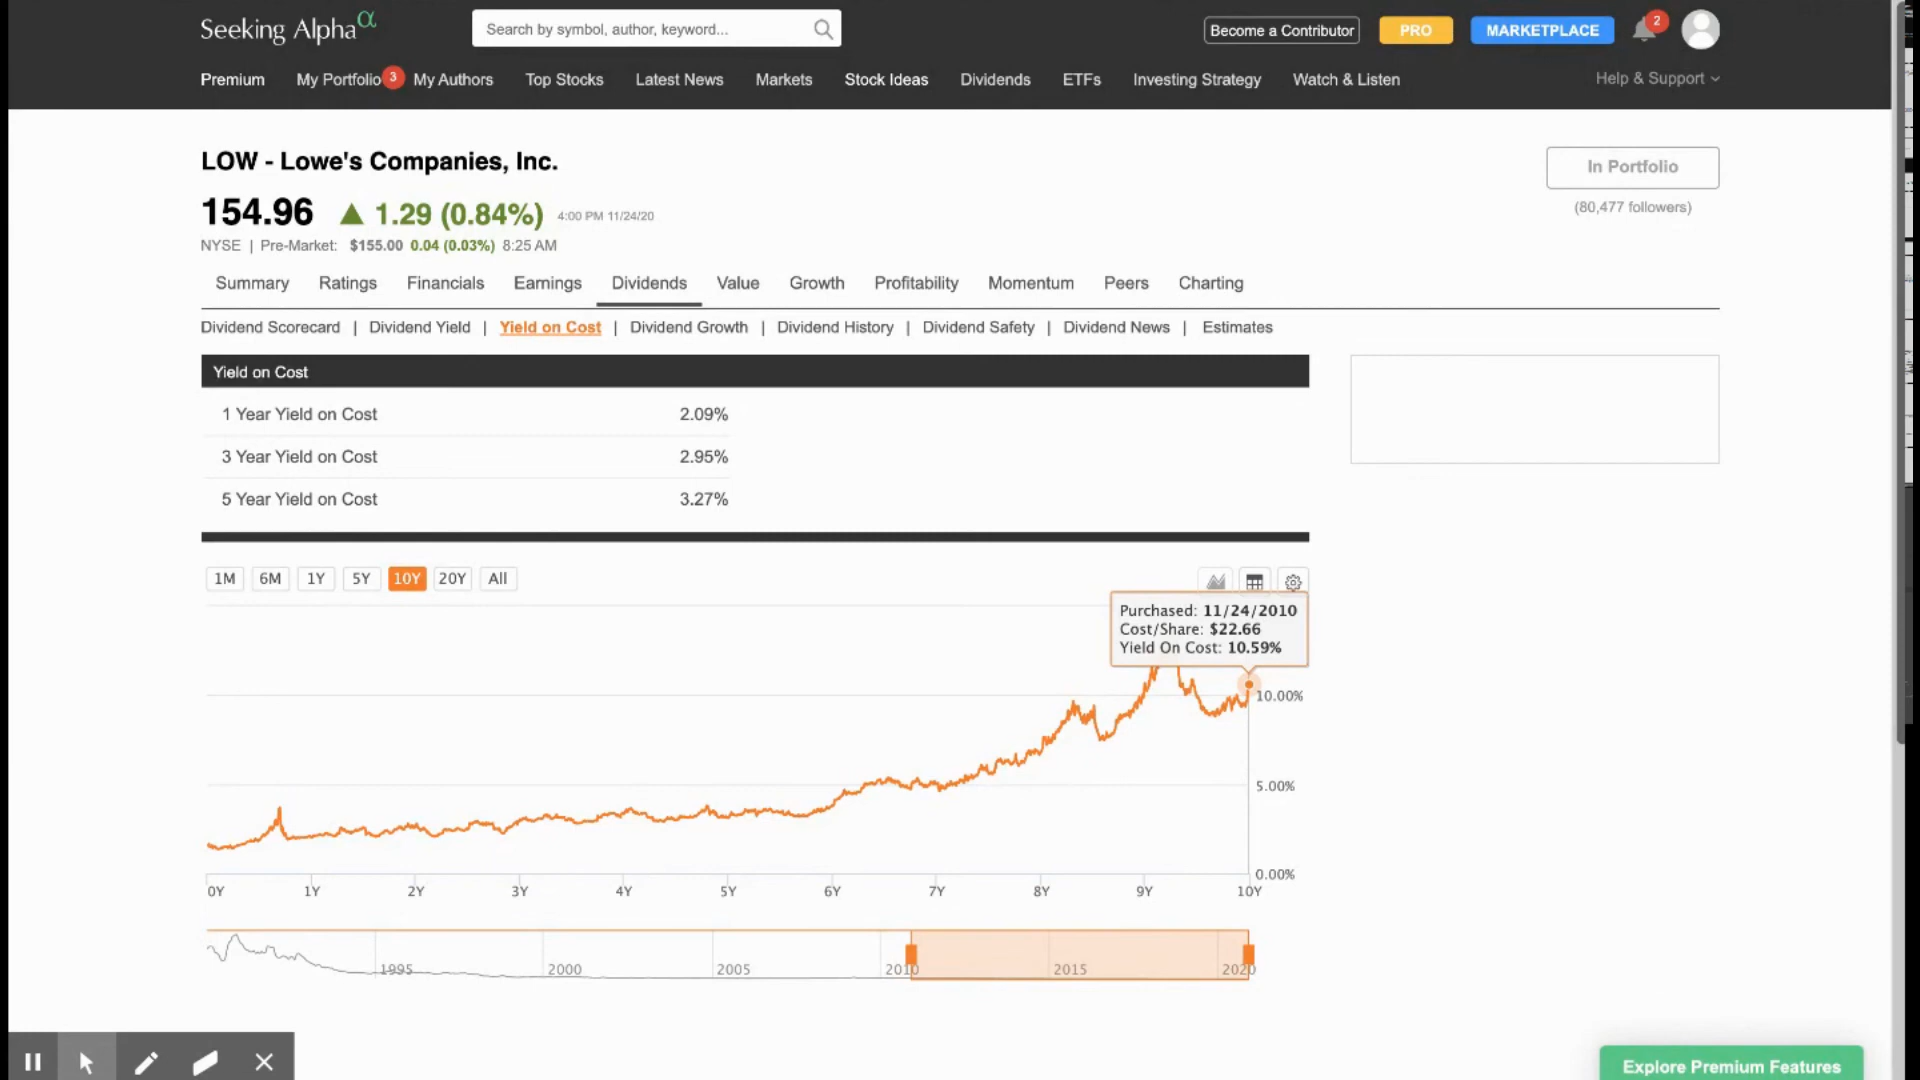 Seeking Alpha α
Search by symbol, author, keyword...
Become a Contributor
PRO
MARKETPLACE
2
Premium
My Portfolio 3
My Authors
Top Stocks
Latest News
Markets
Stock Ideas
Dividends
ETFs
Investing Strategy
Watch & Listen
Help & Support
LOW - Lowe's Companies, Inc.
In Portfolio
(80,477 followers)
154.96 ▲ 1.29 (0.84%) 4:00 PM 11/24/20
NYSE | Pre-Market: $155.00 0.04 (0.03%) 8:25 AM
Summary Ratings Financials Earnings Dividends Value Growth Profitability Momentum Peers Charting
Dividend Scorecard | Dividend Yield | Yield on Cost | Dividend Growth | Dividend History | Dividend Safety | Dividend News | Estimates
Yield on Cost
1 Year Yield on Cost 2.09%
3 Year Yield on Cost 2.95%
5 Year Yield on Cost 3.27%
1M 6M 1Y 5Y 10Y 20Y All
Purchased: 11/24/2010
Cost/Share: $22.66
Yield On Cost: 10.59%
10.00%
5.00%
0.00%
0Y 1Y 2Y 3Y 4Y 5Y 6Y 7Y 8Y 9Y 10Y
1995 2000 2005 2010 2015 2020
Explore Premium Features